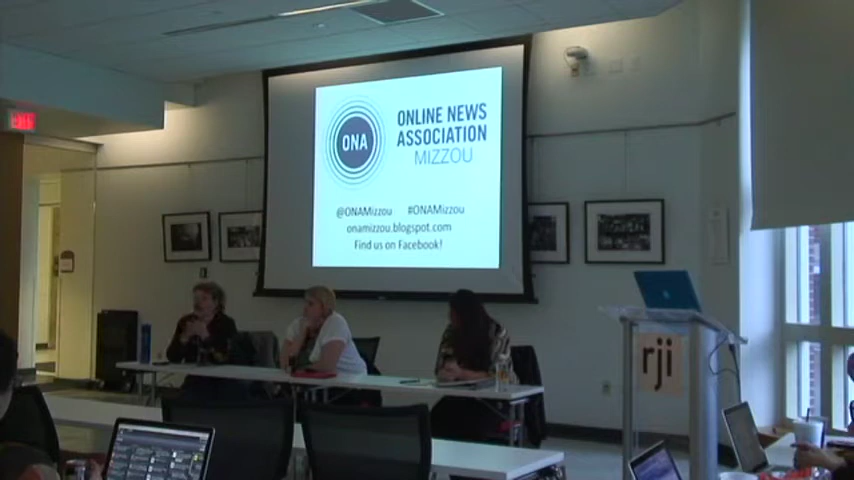 EXIT
ONA
ONLINE NEWS
ASSOCIATION
MIZZOU
@ONAMizzou #ONAMizzou
onamizzou.blogspot.com
Find us on Facebook!
rji